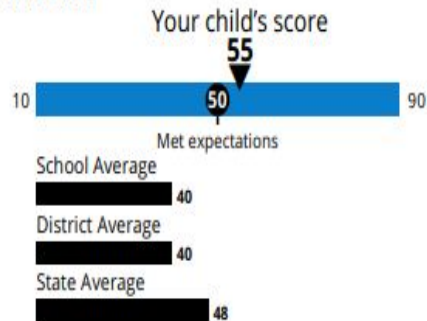 Your child's score
55
10 50 90
Met expectations
School Average
40
District Average
40
State Average
48